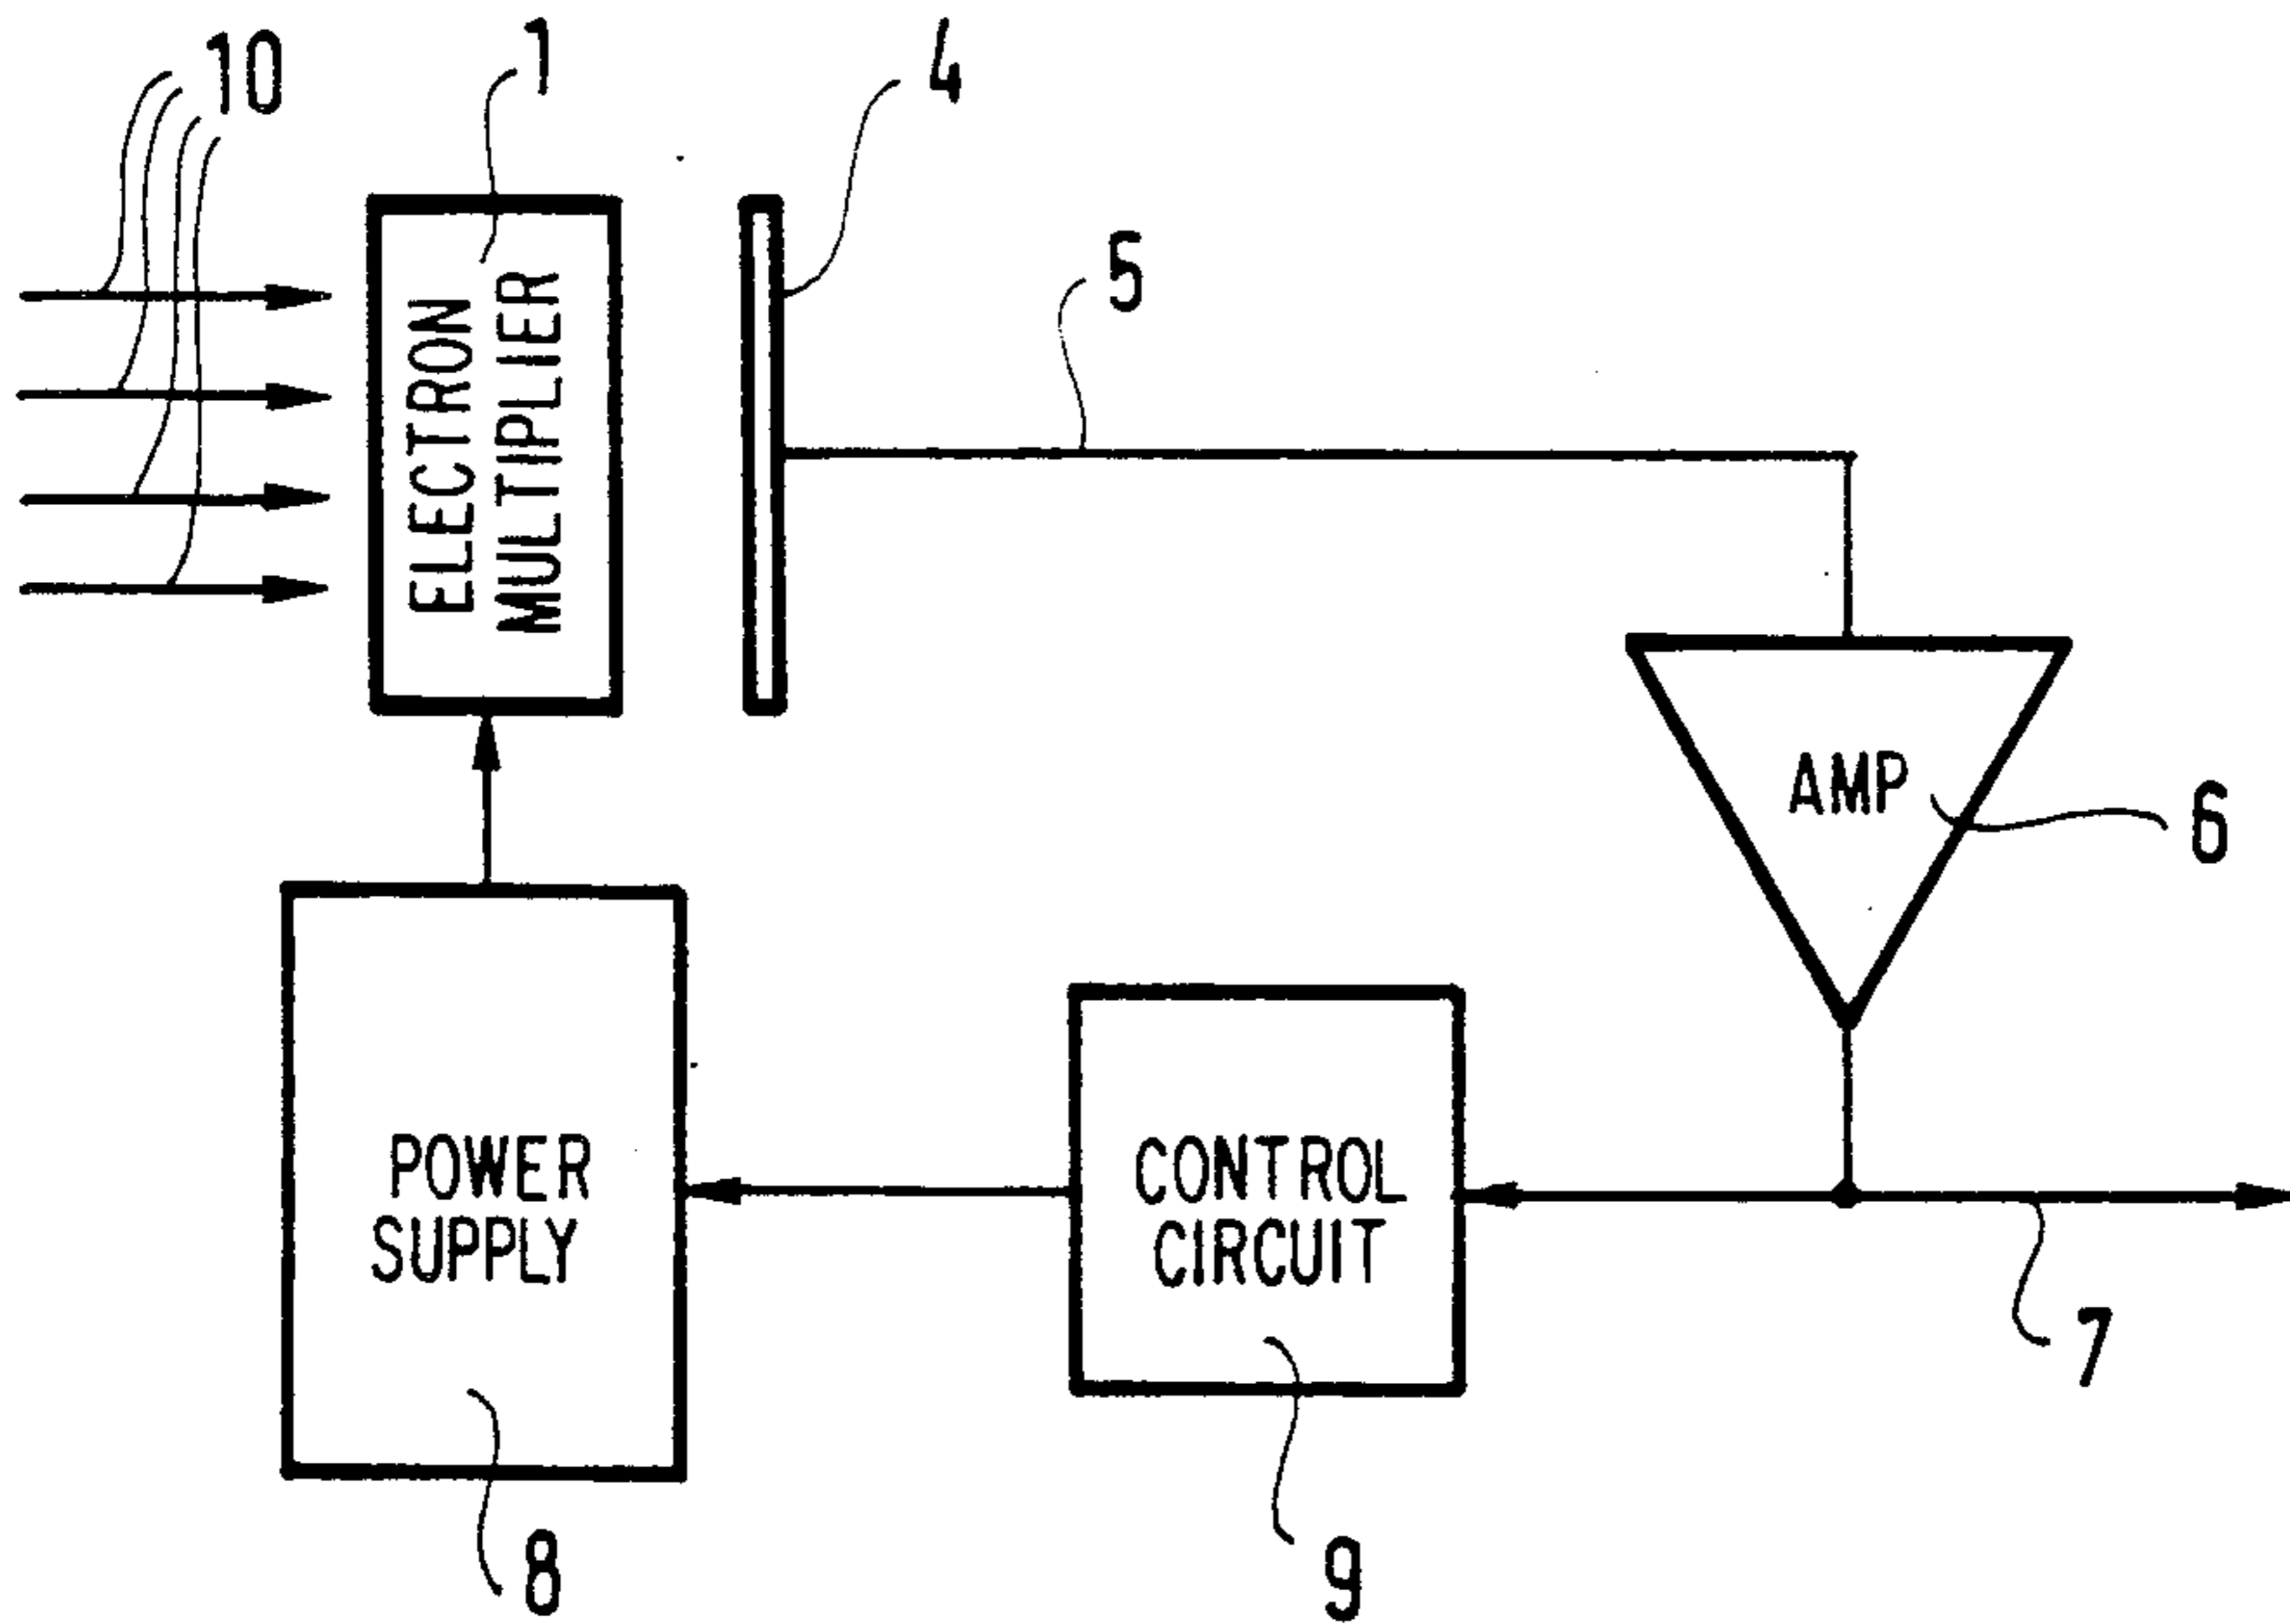 10
1
4
5
ELECTRON
MULTIPLIER
AMP
6
POWER
SUPPLY
CONTROL
CIRCUIT
7
8
9